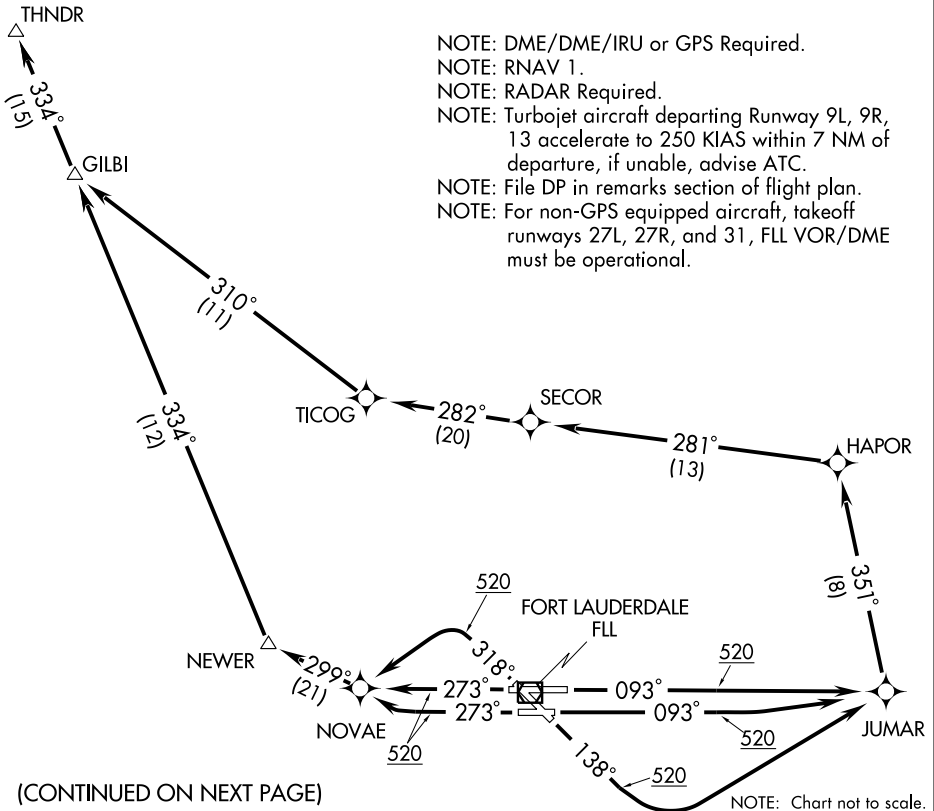 THNDR
334°
(15)
GILBI
NOTE: DME/DME/IRU or GPS Required.
NOTE: RNAV 1.
NOTE: RADAR Required.
NOTE: Turbojet aircraft departing Runway 9L, 9R,
13 accelerate to 250 KIAS within 7 NM of
departure, if unable, advise ATC.
NOTE: File DP in remarks section of flight plan.
NOTE: For non-GPS equipped aircraft, takeoff
runways 27L, 27R, and 31, FLL VOR/DME
must be operational.
310°
(11)
334°
(12)
TICOG
282°
(20)
SECOR
281°
(13)
HAPOR
351°
(8)
520
FORT LAUDERDALE
FLL
520
NEWER
299°
(21)
318°
273°
093°
273°
093°
NOVAE
JUMAR
520
520
138°
520
(CONTINUED ON NEXT PAGE)
NOTE: Chart not to scale.